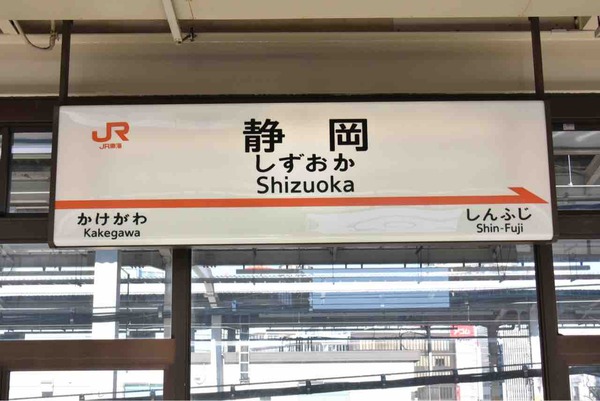 JR
JR東海
静岡
しずおか
Shizuoka
かけがわ
Kakegawa
しんふじ
Shin-Fuji